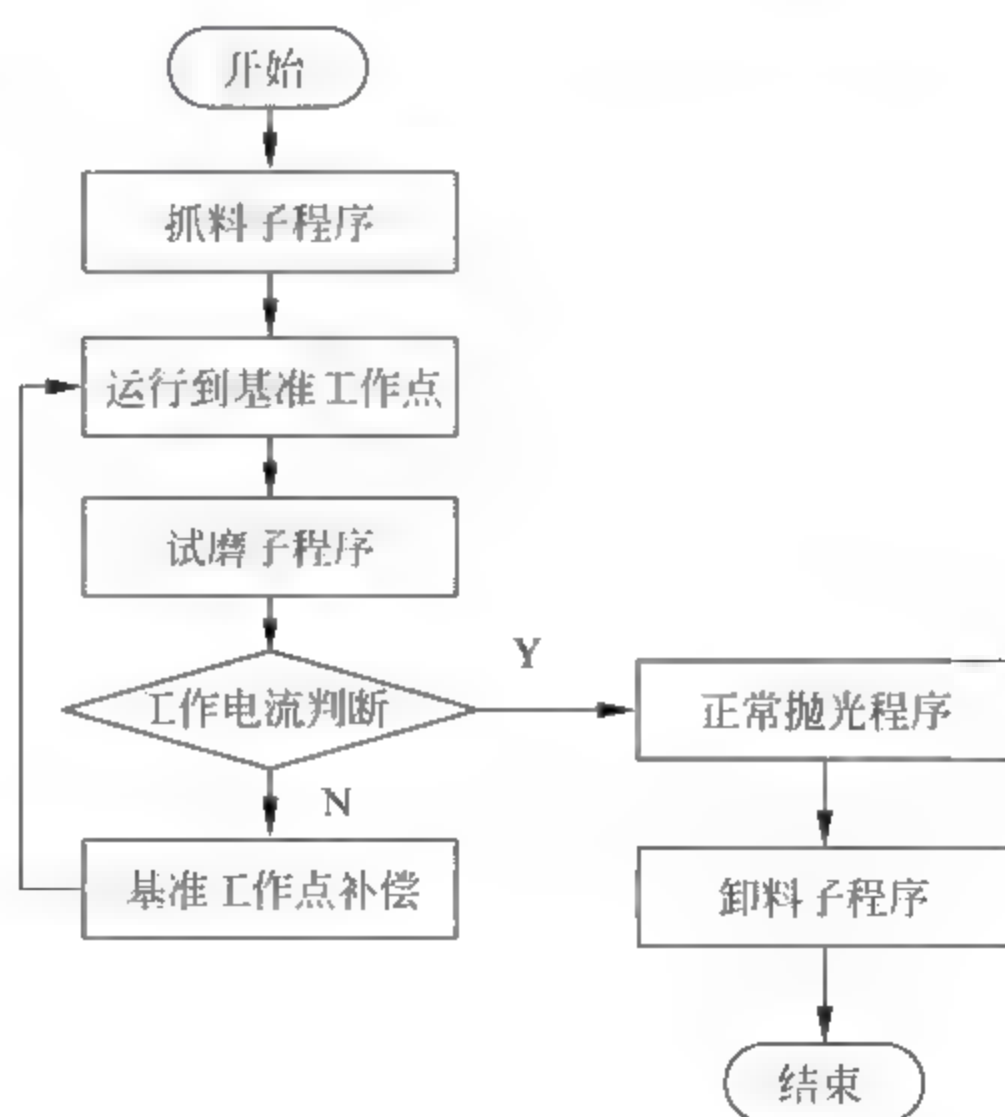 开始
抓料子程序
运行到基准工作点
试磨子程序
工作电流判断
Y
N
基准工作点补偿
正常抛光程序
卸料子程序
结束